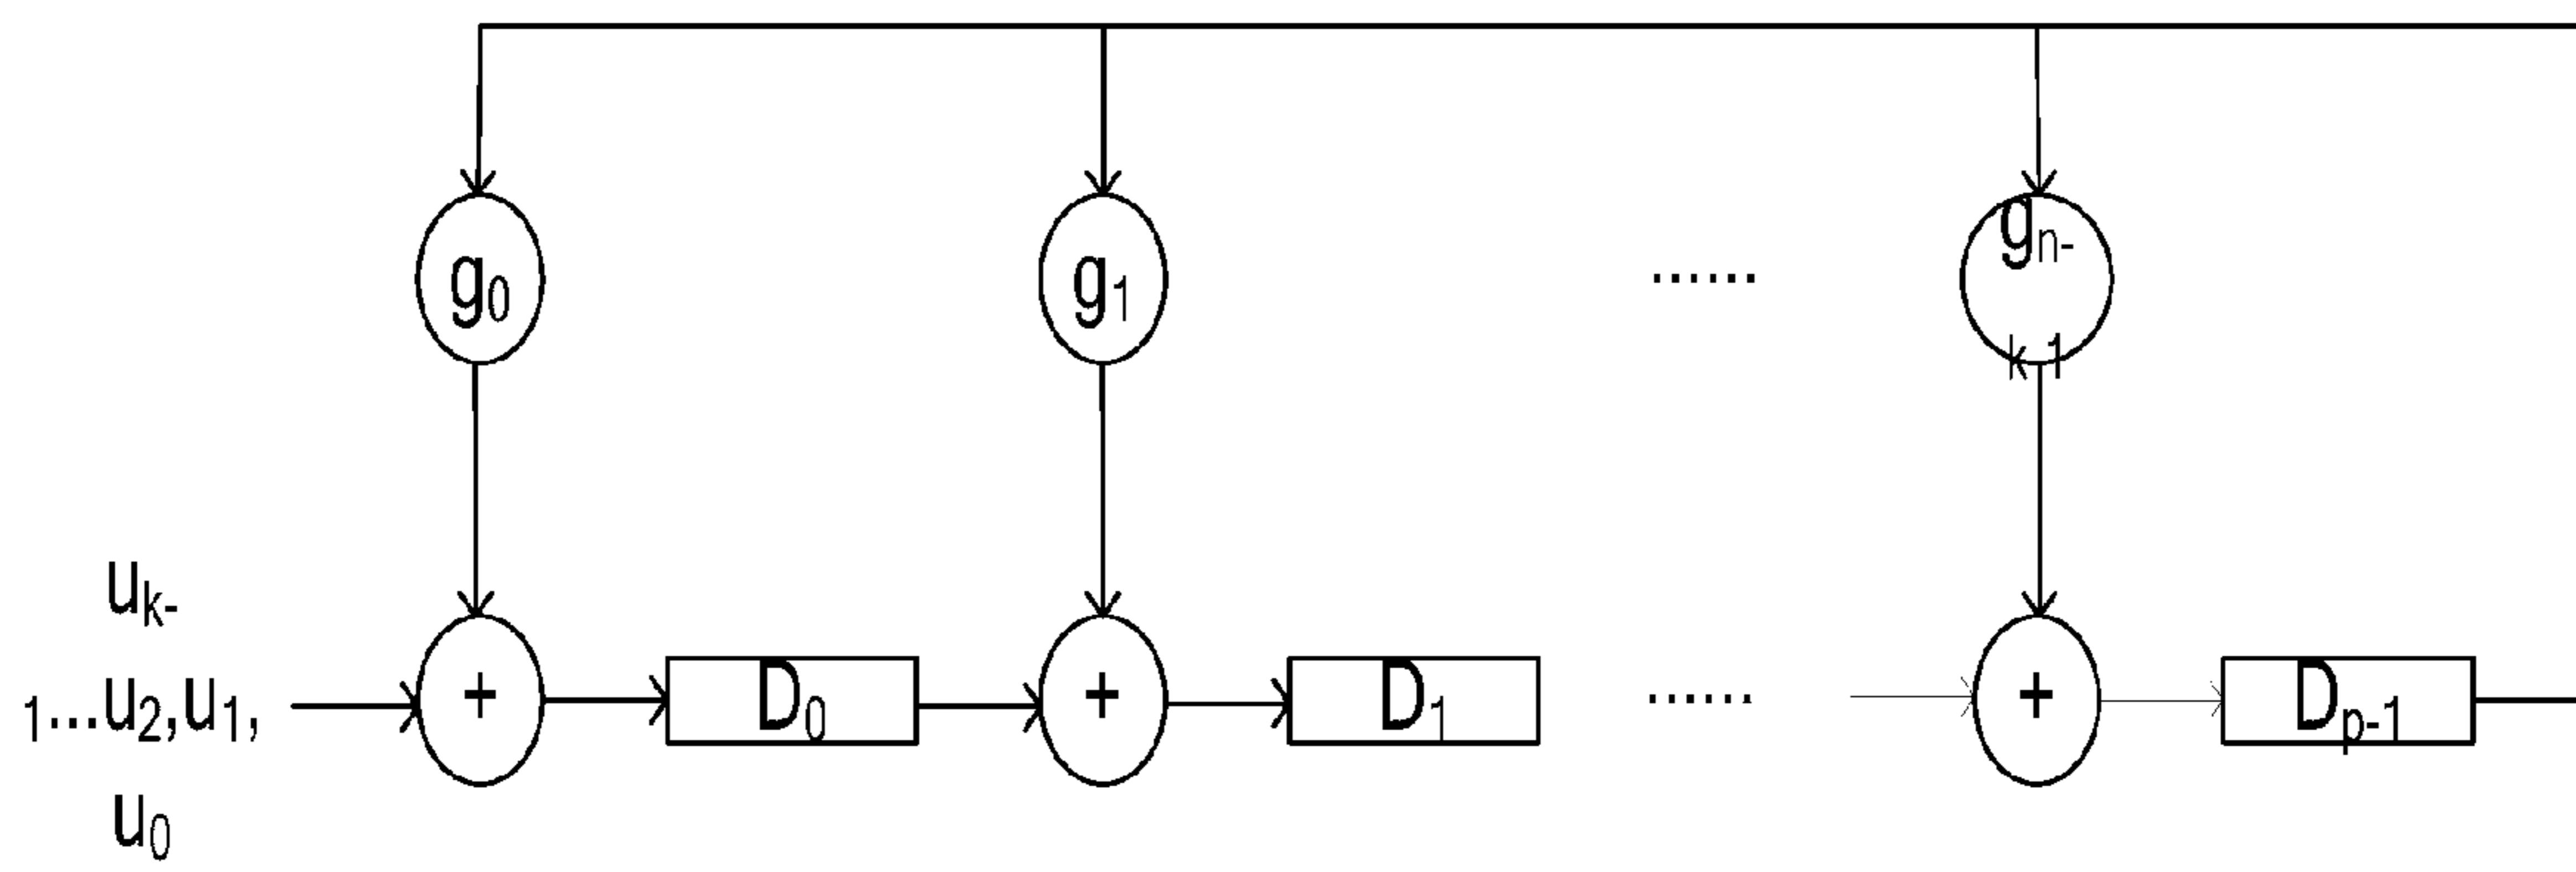 g₀ g₁ ...... gₙ₋
k-1
uₖ₋
₁...u₂,u₁, + D₀ + D₁ ...... + Dₚ₋₁
u₀